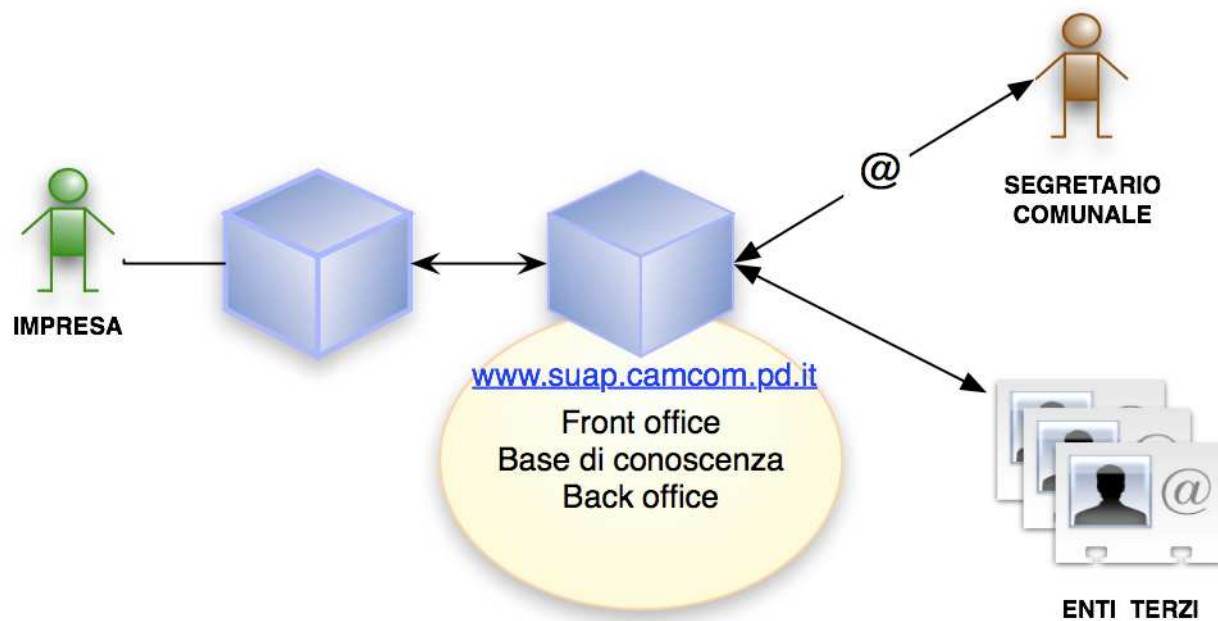 @
SEGRETARIO
COMUNALE
IMPRESA
www.suap.camcom.pd.it
Front office
Base di conoscenza
Back office
@
@
@
ENTI TERZI